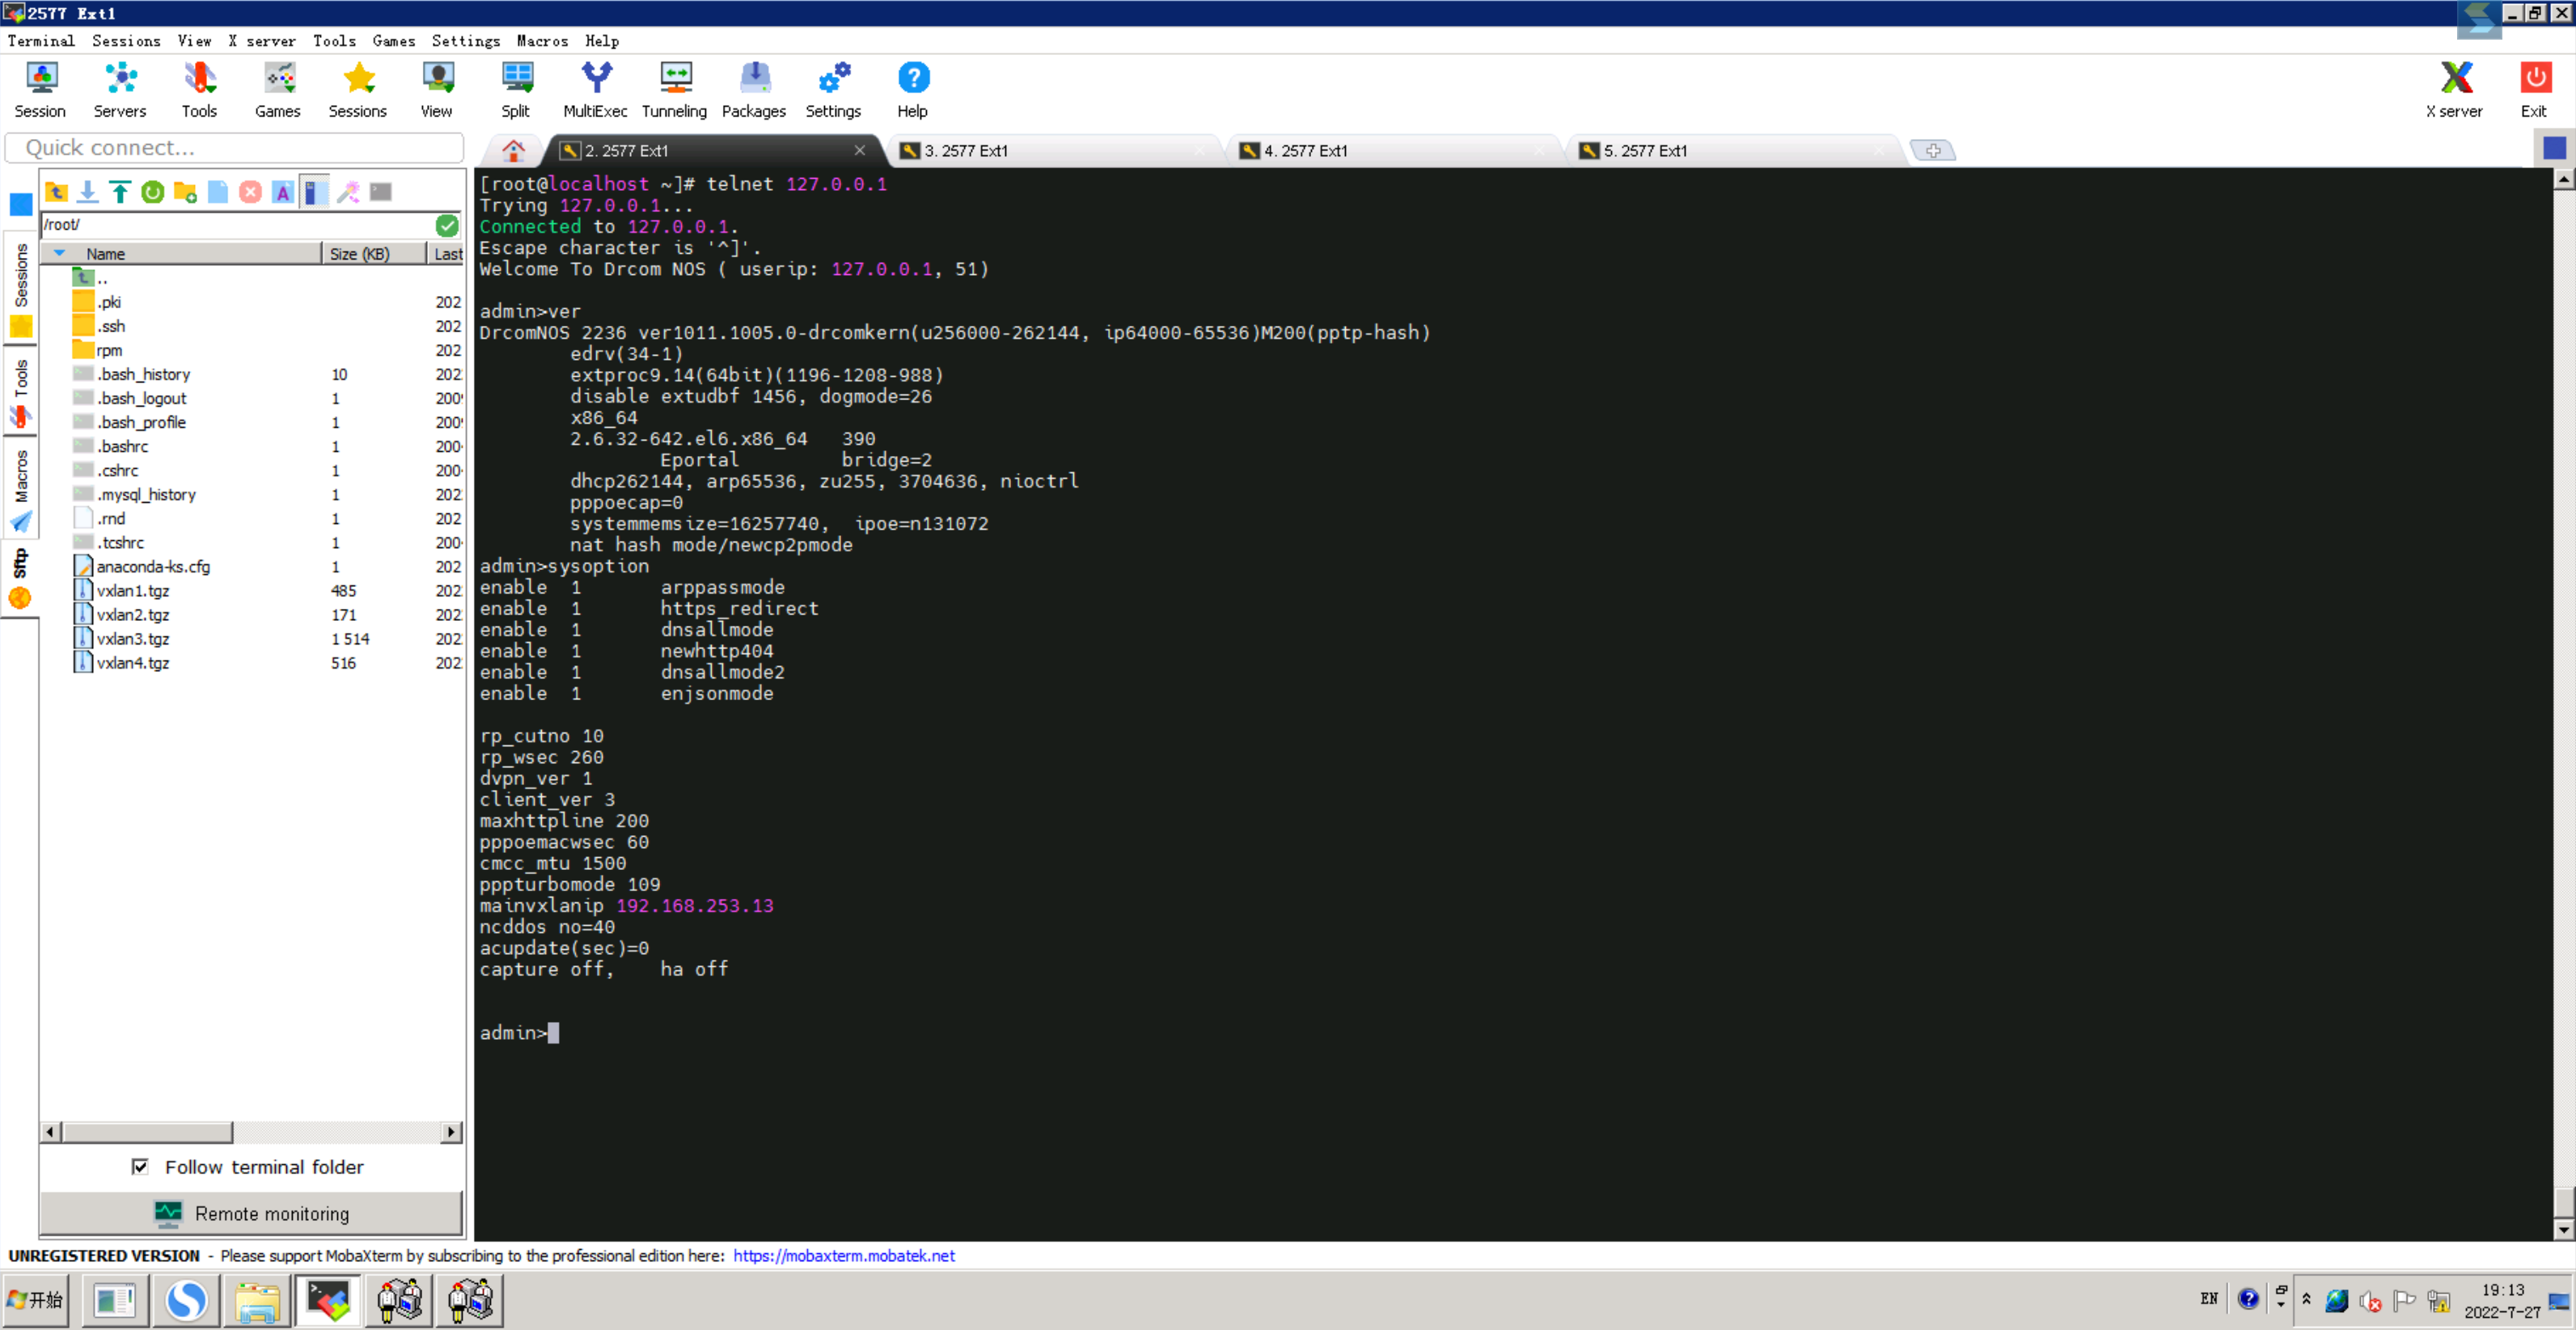 2577 Ext1
Terminal Sessions View X server Tools Games Settings Macros Help
Session Servers Tools Games Sessions View Split MultiExec Tunneling Packages Settings Help X server Exit
Quick connect...
2. 2577 Ext1
3. 2577 Ext1
4. 2577 Ext1
5. 2577 Ext1
Sessions
Tools
Macros
Sftp
/root/
Name Size (KB) Last
..
.pki 202
.ssh 202
rpm 202
.bash_history 10 202
.bash_logout 1 200
.bash_profile 1 200
.bashrc 1 200
.cshrc 1 200
.mysql_history 1 202
.rnd 1 202
.tcshrc 1 200
anaconda-ks.cfg 1 202
vxlan1.tgz 485 202
vxlan2.tgz 171 202
vxlan3.tgz 1 514 202
vxlan4.tgz 516 202
Follow terminal folder
Remote monitoring
[root@localhost ~]# telnet 127.0.0.1
Trying 127.0.0.1...
Connected to 127.0.0.1.
Escape character is '^]'.
Welcome To Drcom NOS ( userip: 127.0.0.1, 51)
admin>ver
DrcomNOS 2236 ver1011.1005.0-drcomkern(u256000-262144, ip64000-65536)M200(pptp-hash)
edrv(34-1)
extproc9.14(64bit)(1196-1208-988)
disable extudbf 1456, dogmode=26
x86_64
2.6.32-642.el6.x86_64 390
Eportal bridge=2
dhcp262144, arp65536, zu255, 3704636, nioctrl
pppoecap=0
systemmemsize=16257740, ipoe=n131072
nat hash mode/newcp2pmode
admin>sysoption
enable 1 arppassmode
enable 1 https_redirect
enable 1 dnsallmode
enable 1 newhttp404
enable 1 dnsallmode2
enable 1 enjsonmode
rp_cutno 10
rp_wsec 260
dvpn_ver 1
client_ver 3
maxhttpline 200
pppoemacwsec 60
cmcc_mtu 1500
pppturbomode 109
mainvxlanip 192.168.253.13
ncddos no=40
acupdate(sec)=0
capture off, ha off
admin>
UNREGISTERED VERSION - Please support MobaXterm by subscribing to the professional edition here: https://mobaxterm.mobatek.net
开始
EN
19:13
2022-7-27